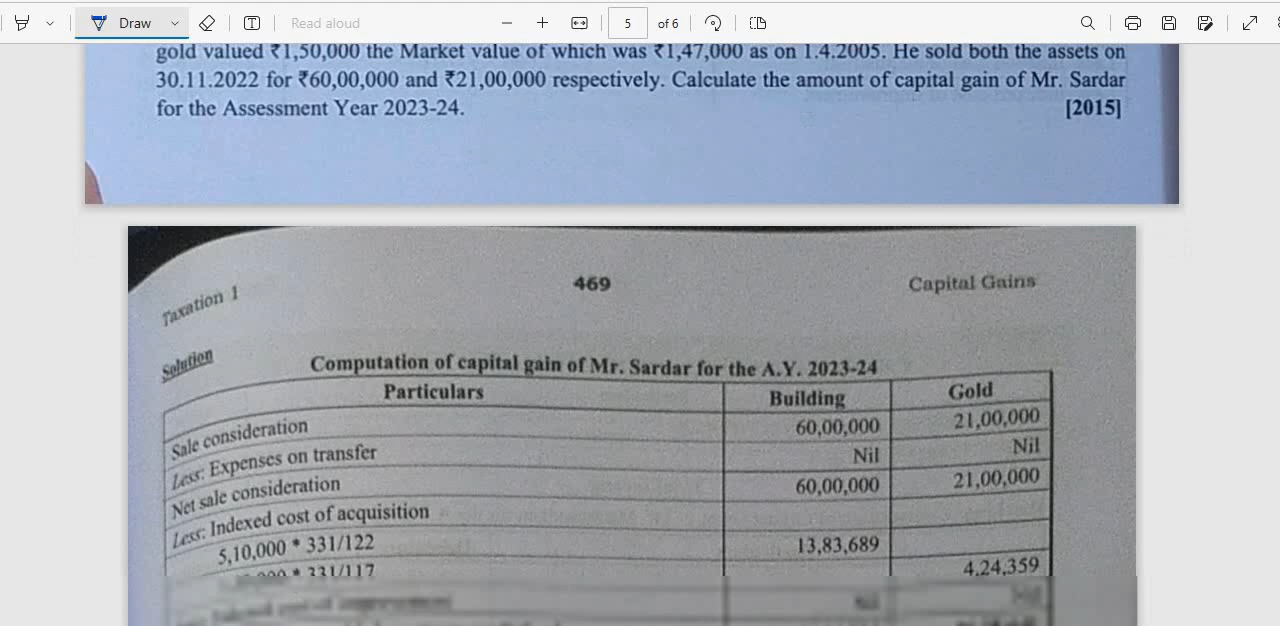 Draw
Read aloud
5 of 6
gold valued ₹1,50,000 the Market value of which was ₹1,47,000 as on 1.4.2005. He sold both the assets on
30.11.2022 for ₹60,00,000 and ₹21,00,000 respectively. Calculate the amount of capital gain of Mr. Sardar
for the Assessment Year 2023-24. [2015]
Taxation 1 469 Capital Gains
Solution
Computation of capital gain of Mr. Sardar for the A.Y. 2023-24
Particulars Building Gold
Sale consideration 60,00,000 21,00,000
Less: Expenses on transfer Nil Nil
Net sale consideration 60,00,000 21,00,000
Less: Indexed cost of acquisition
5,10,000 * 331/122 13,83,689
* 331/117 4,24,359